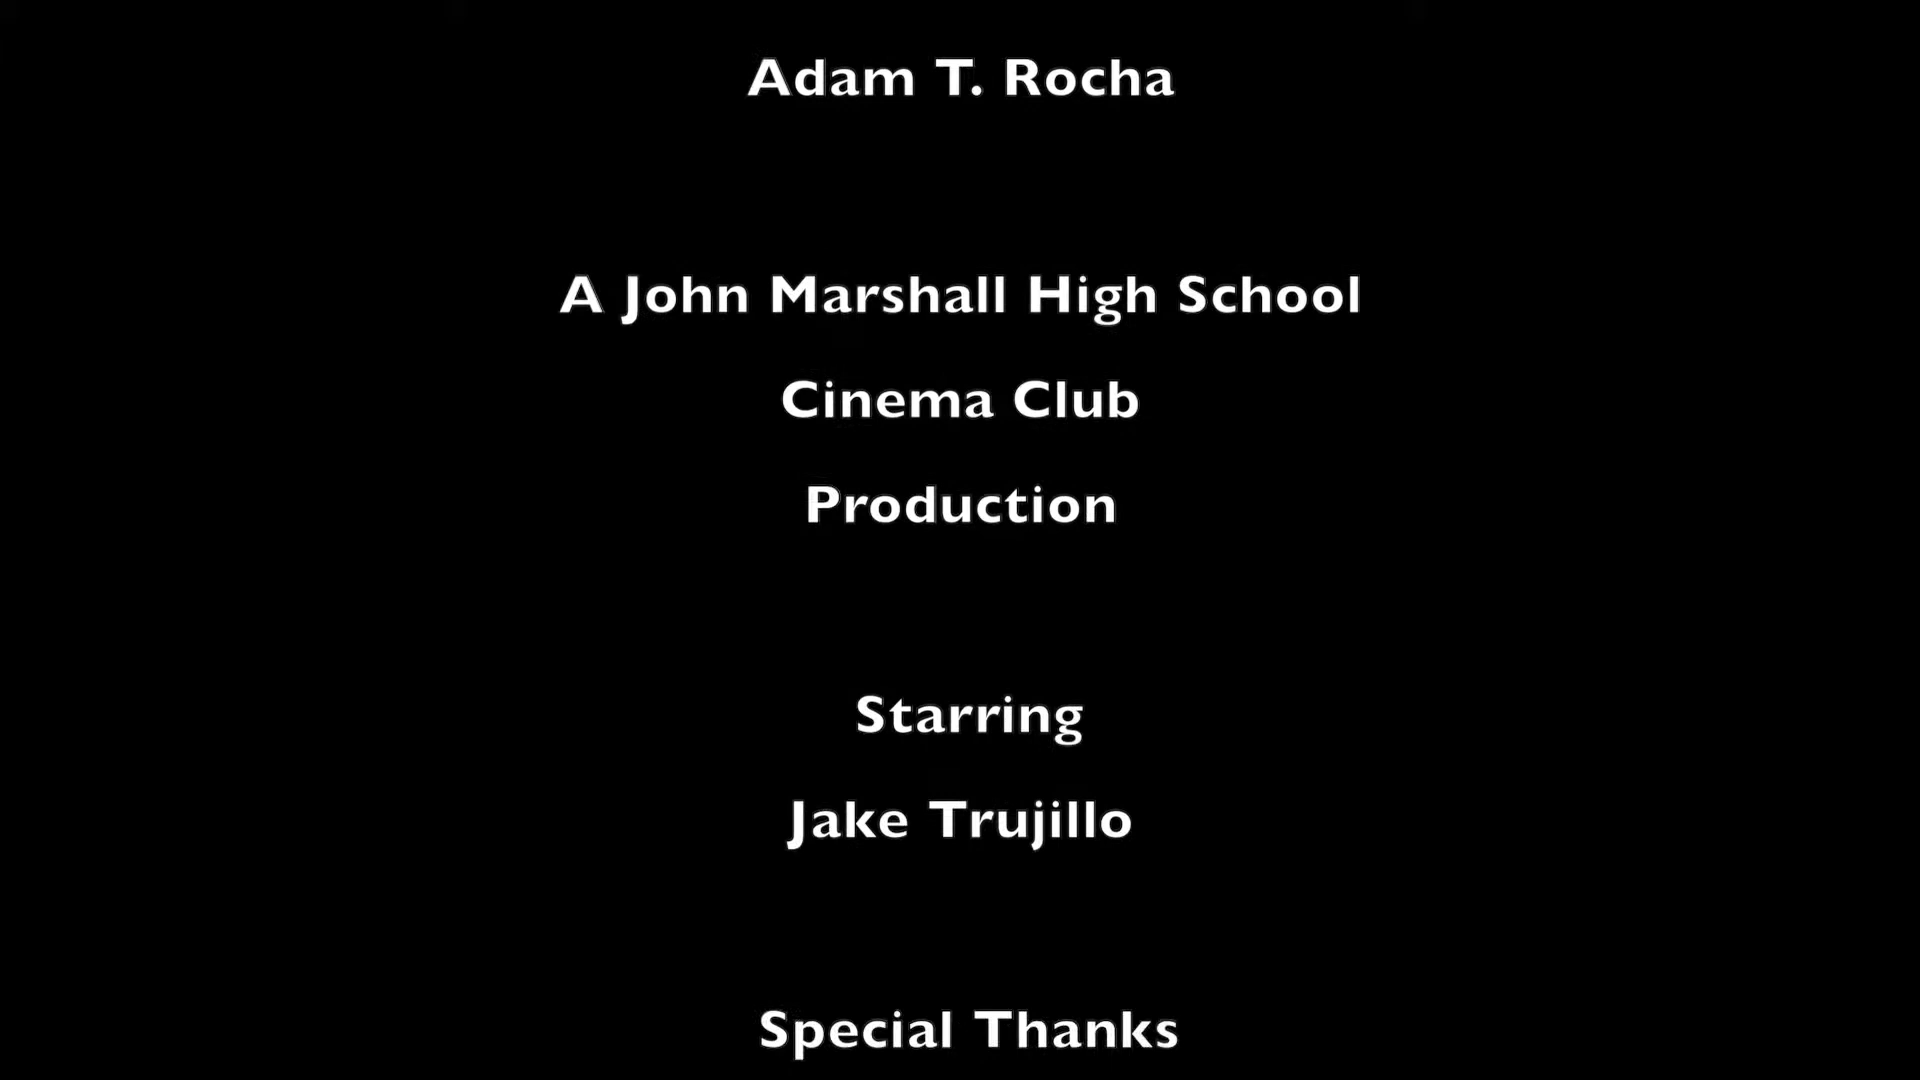 Adam T. Rocha
A John Marshall High School
Cinema Club
Production
Starring
Jake Trujillo
Special Thanks